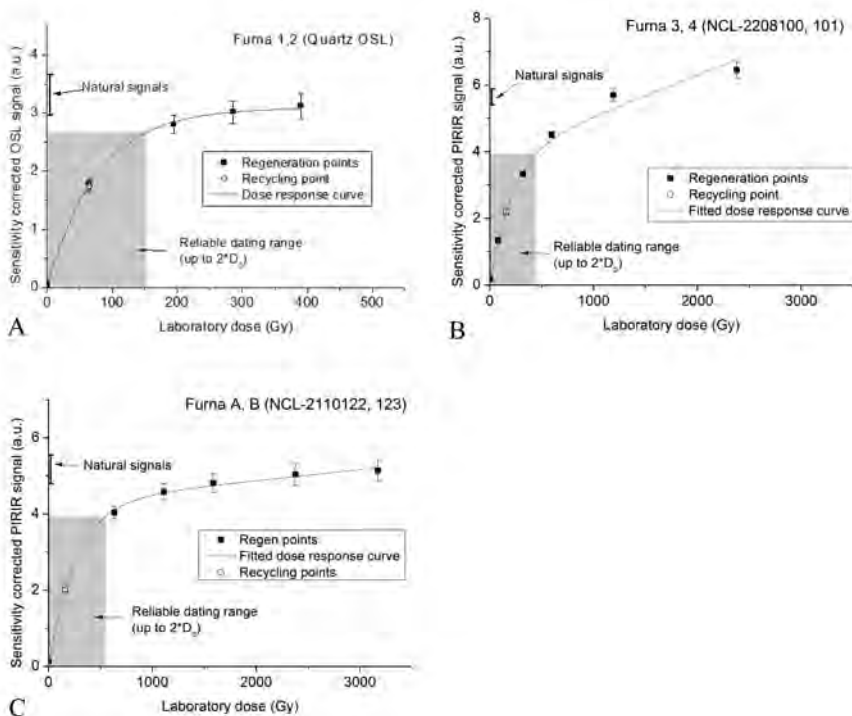 Furna 1,2 (Quartz OSL)
Sensitivity corrected OSL signal (a.u.)
5
4
3
2
1
0
Natural signals
Regeneration points
Recycling point
Dose response curve
Reliable dating range
(up to 2*D₀)
0 100 200 300 400 500
Laboratory dose (Gy)
A
Furna 3, 4 (NCL-2208100, 101)
Sensitivity corrected PIRIR signal (a.u.)
8
6
4
2
0
Natural signals
Regeneration points
Recycling point
Fitted dose response curve
Reliable dating range
(up to 2*D₀)
0 1000 2000 3000
Laboratory dose (Gy)
B
Furna A, B (NCL-2110122, 123)
Sensitivity corrected PIRIR signal (a.u.)
6
4
2
0
Natural signals
Regen points
Fitted dose response curve
Recycling points
Reliable dating range
(up to 2*D₀)
0 1000 2000 3000
Laboratory dose (Gy)
C